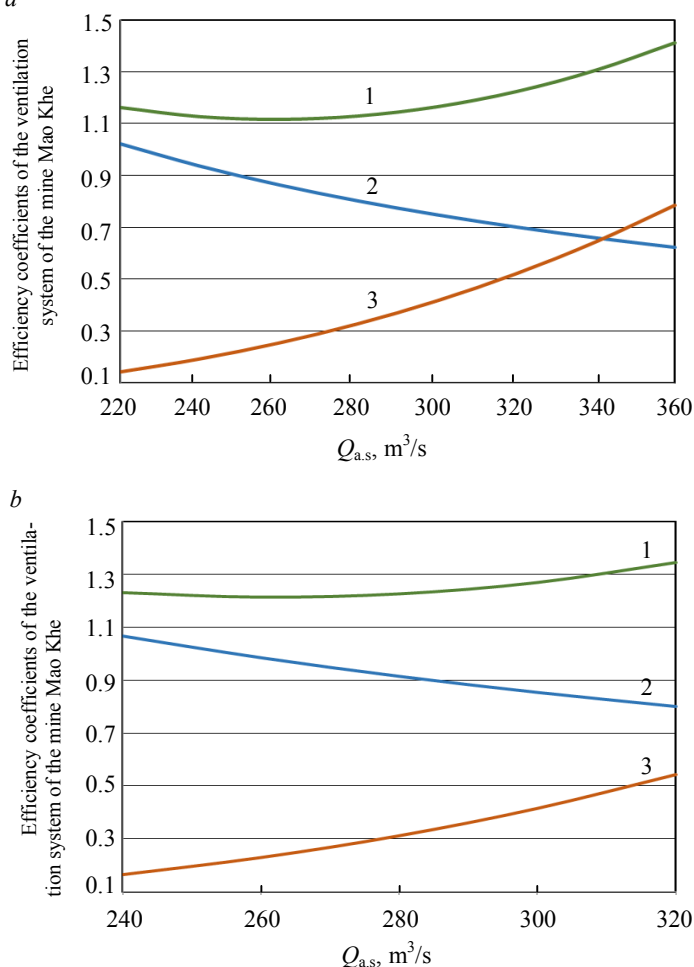 a
Efficiency coefficients of the ventilation
system of the mine Mao Khe
1.5
1.3
1.1
0.9
0.7
0.5
0.3
0.1
1
2
3
220 240 260 280 300 320 340 360
Qa.s, m³/s
b
Efficiency coefficients of the ventila-
tion system of the mine Mao Khe
1.5
1.3
1.1
0.9
0.7
0.5
0.3
0.1
1
2
3
240 260 280 300 320
Qa.s, m³/s